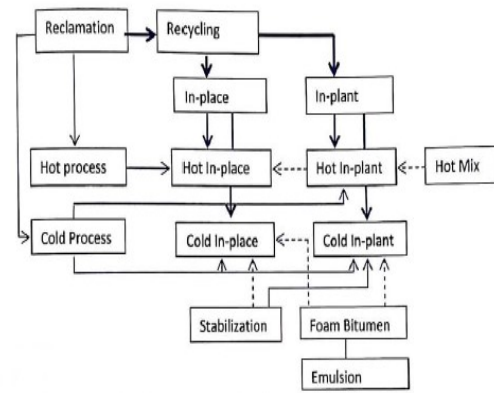 Reclamation
Recycling
In-place
In-plant
Hot process
Hot In-place
Hot In-plant
Hot Mix
Cold Process
Cold In-place
Cold In-plant
Stabilization
Foam Bitumen
Emulsion